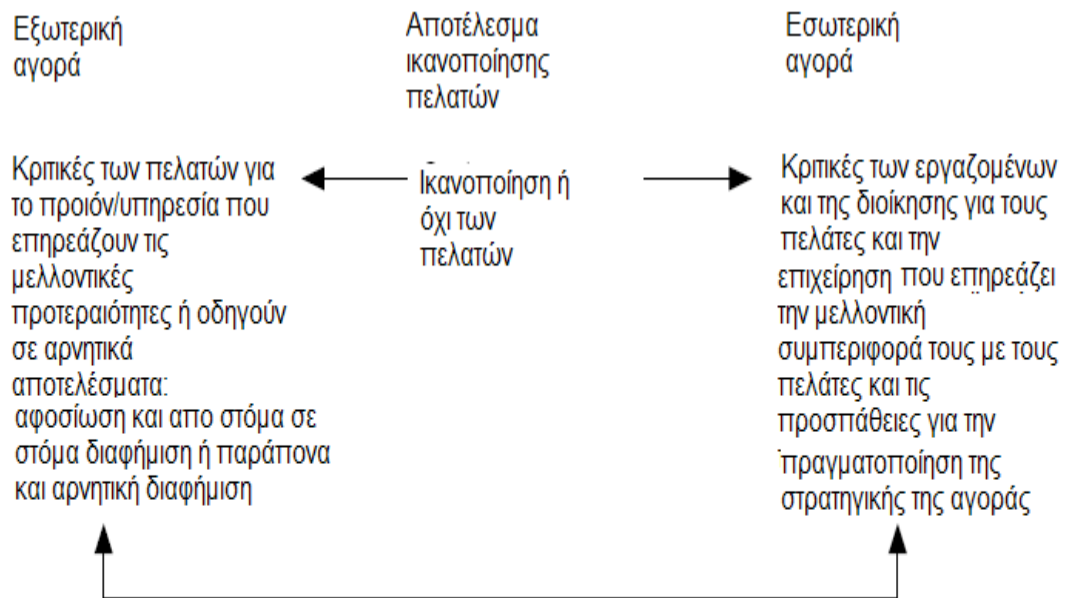 Εξωτερική
αγορά
Αποτέλεσμα
ικανοποίησης
πελατών
Εσωτερική
αγορά
Κριτικές των πελατών για
το προιόν/υπηρεσία που
επηρεάζουν τις
μελλοντικές
προτεραιότητες ή οδηγούν
σε αρνητικά
αποτελέσματα:
αφοσίωση και απο στόμα σε
στόμα διαφήμιση ή παράπονα
και αρνητική διαφήμιση
Ικανοποίηση ή
όχι των
πελατών
Κριτικές των εργαζομένων
και της διοίκησης για τους
πελάτες και την
επιχείρηση που επηρεάζει
την μελλοντική
συμπεριφορά τους με τους
πελάτες και τις
προσπάθειες για την
πραγματοποίηση της
στρατηγικής της αγοράς